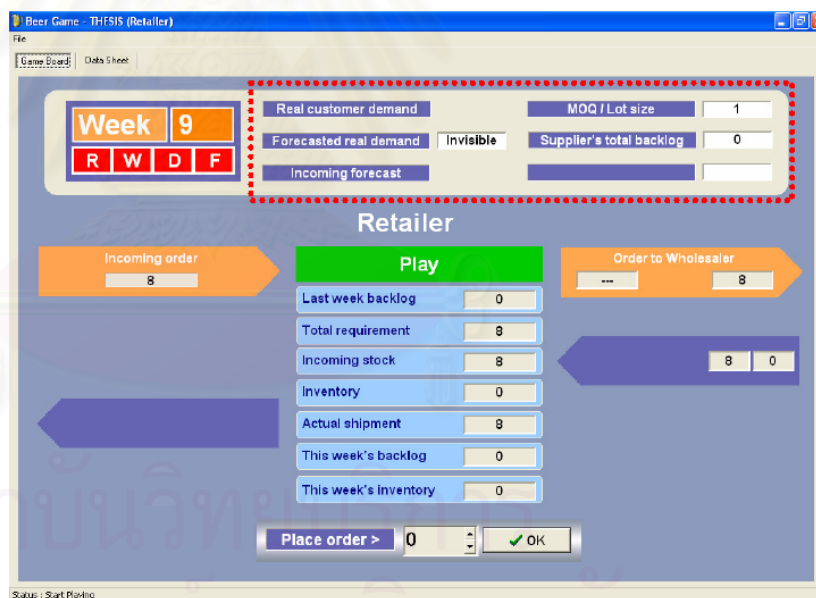 Beer Game - THESIS (Retailer)
File
Game Board Data Sheet
Week 9
R W D F
Real customer demand
Forecasted real demand Invisible
Incoming forecast
MOQ / Lot size 1
Supplier's total backlog 0
Retailer
Incoming order
8
Play
Last week backlog 0
Total requirement 8
Incoming stock 8
Inventory 0
Actual shipment 8
This week's backlog 0
This week's inventory 0
Order to Wholesaler
--- 8
8 0
Place order > 0 OK
Status : Start Playing